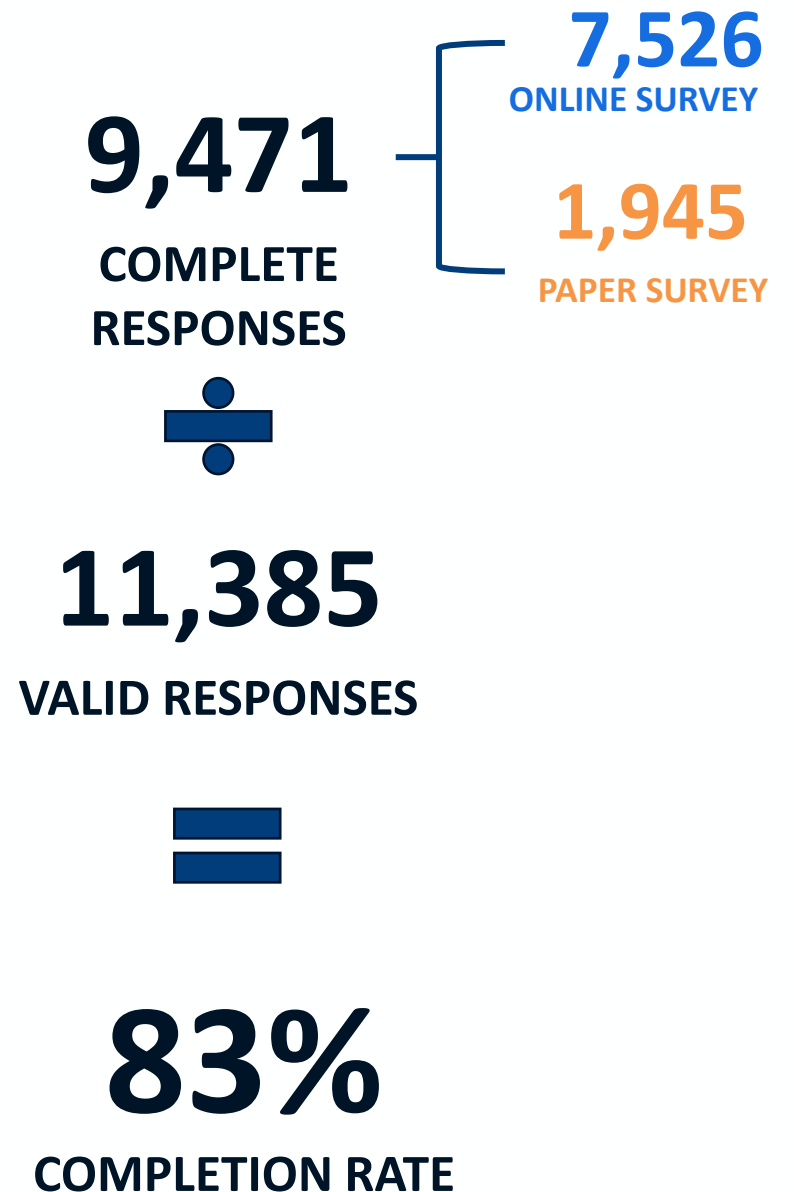 7,526
ONLINE SURVEY
9,471
COMPLETE
RESPONSES
1,945
PAPER SURVEY
÷
11,385
VALID RESPONSES
=
83%
COMPLETION RATE